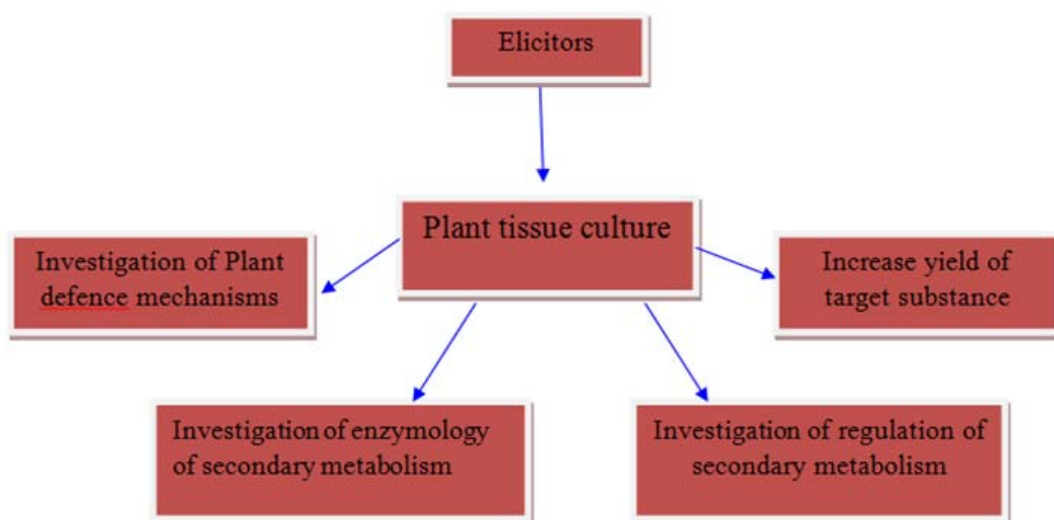 Elicitors
Plant tissue culture
Investigation of Plant
defence mechanisms
Increase yield of
target substance
Investigation of enzymology
of secondary metabolism
Investigation of regulation of
secondary metabolism